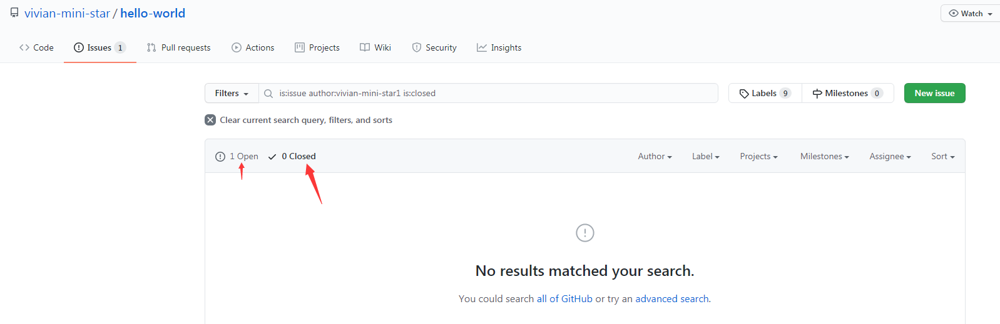 vivian-mini-star / hello-world
Watch
Code Issues 1 Pull requests Actions Projects Wiki Security Insights
Filters is:issue author:vivian-mini-star1 is:closed Labels 9 Milestones 0 New issue
Clear current search query, filters, and sorts
1 Open 0 Closed Author Label Projects Milestones Assignee Sort
No results matched your search.
You could search all of GitHub or try an advanced search.